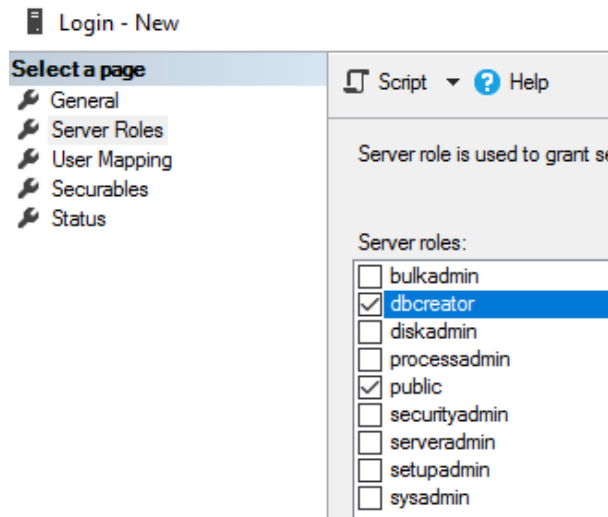 Login - New
Select a page
General
Server Roles
User Mapping
Securables
Status
Script Help
Server role is used to grant se
Server roles:
bulkadmin
dbcreator
diskadmin
processadmin
public
securityadmin
serveradmin
setupadmin
sysadmin